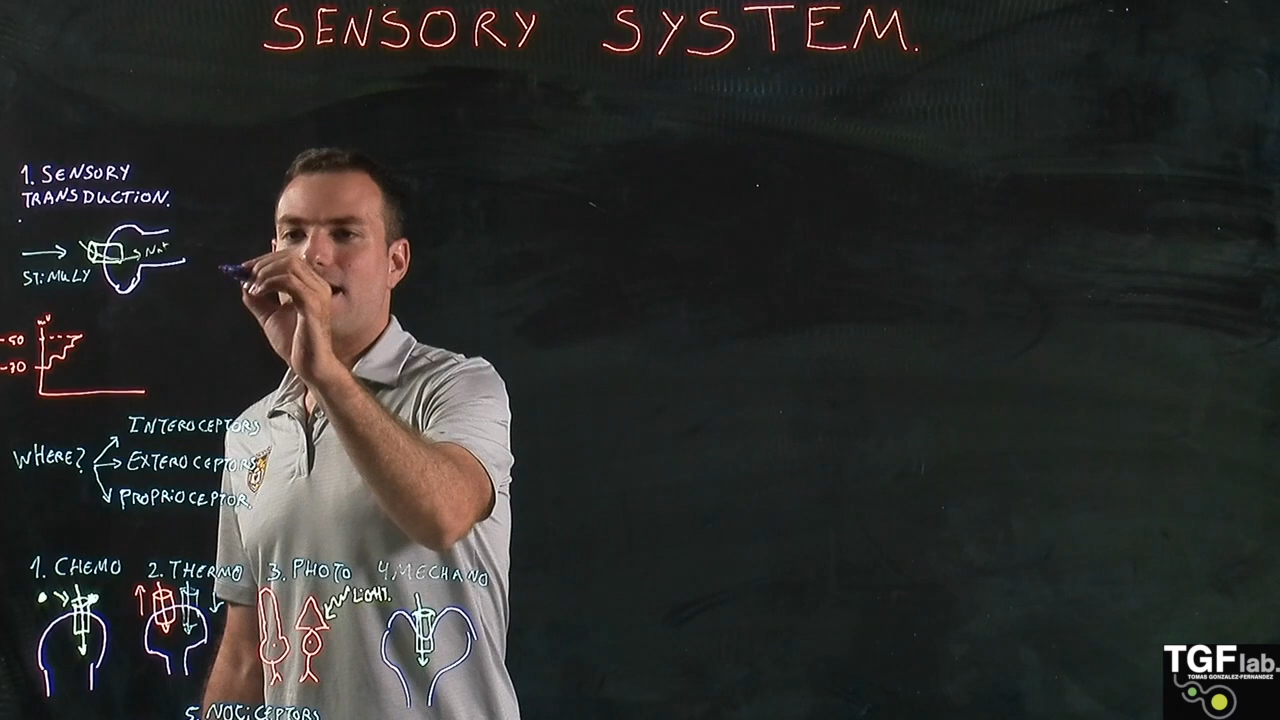 SENSORY SYSTEM.
1. SENSORY
TRANSDUCTION.
Na+
STIMULY
mV
-50
-70
INTEROCEPTORS
WHERE?
EXTEROCEPTORS
PROPRIOCEPTOR.
1. CHEMO 2. THERMO 3. PHOTO 4. MECHANO
LIGHT.
5. NOCICEPTORS
TGF lab.
TOMAS GONZALEZ-FERNANDEZ